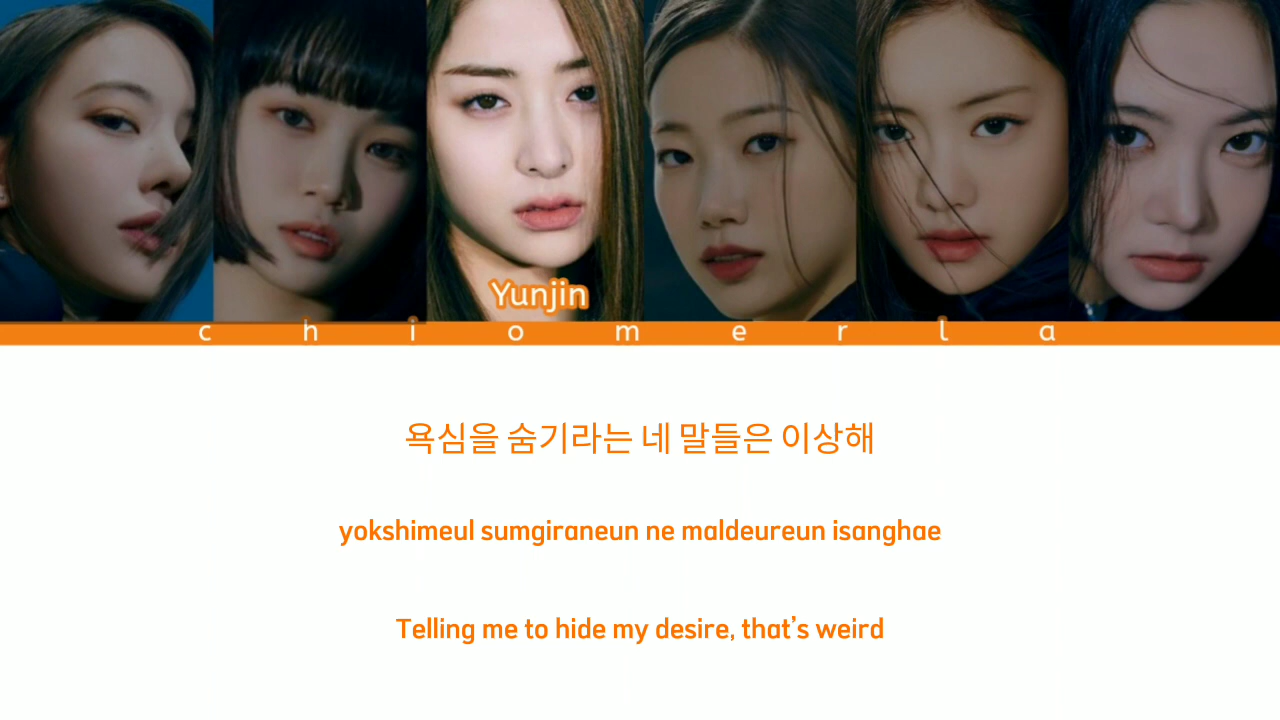 Yunjin
c h i o m e r l a
욕심을 숨기라는 네 말들은 이상해
yokshimeul sumgiraneun ne maldeureun isanghae
Telling me to hide my desire, that's weird